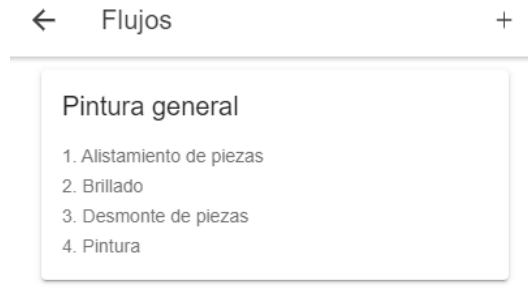 Flujos
Pintura general
1. Alistamiento de piezas
2. Brillado
3. Desmonte de piezas
4. Pintura